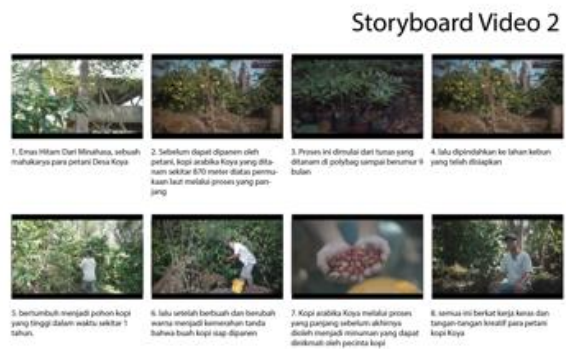 Storyboard Video 2
1. Emas Hitam Dari Minahasa, sebuah
mahakarya para petani Desa Koya
2. Sebelum dapat dipanen oleh
petani, kopi arabika Koya yang dita-
nam sekitar 870 meter diatas permu-
kaan laut melalui proses yang pan-
jang
3. Proses ini dimulai dari tunas yang
ditanam di polybag sampai berumur 9
bulan
4. lalu dipindahkan ke lahan kebun
yang telah disiapkan
5. bertumbuh menjadi pohon kopi
yang tinggi dalam waktu sekitar 1
tahun.
6. lalu setelah berbuah dan berubah
warna menjadi kemerahan tanda
bahwa buah kopi siap dipanen
7. Kopi arabika Koya melalui proses
yang panjang sebelum akhirnya
diolah menjadi minuman yang dapat
dinikmati oleh pecinta kopi
8. semua ini berkat kerja keras dan
tangan-tangan kreatif para petani
kopi Koya